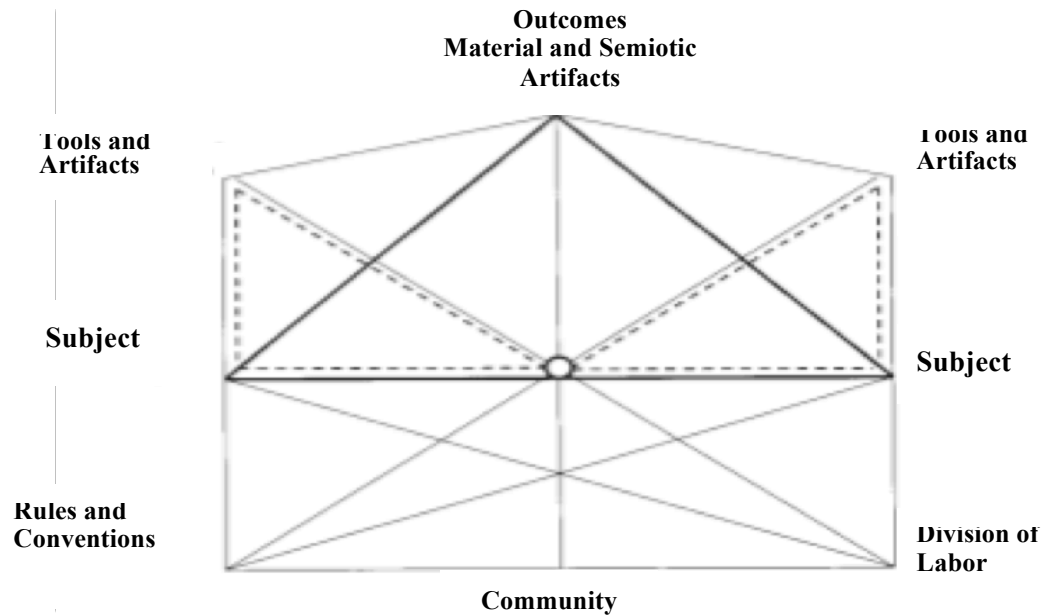 Outcomes
Material and Semiotic
Artifacts
Tools and
Artifacts
Tools and
Artifacts
Subject
Subject
Rules and
Conventions
Division of
Labor
Community